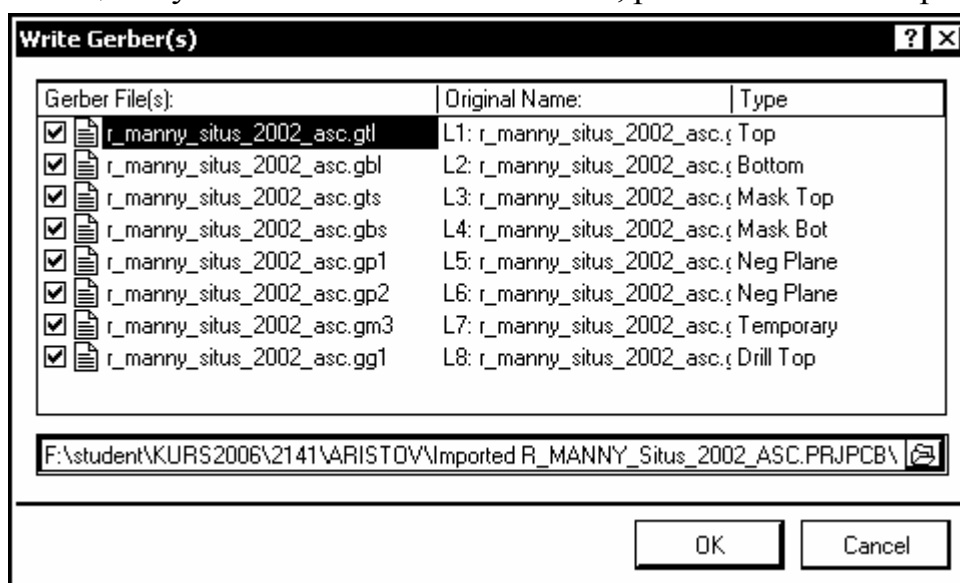 Write Gerber(s)
Gerber File(s): Original Name: Type
r_manny_situs_2002_asc.gtl L1: r_manny_situs_2002_asc.g Top
r_manny_situs_2002_asc.gbl L2: r_manny_situs_2002_asc.g Bottom
r_manny_situs_2002_asc.gts L3: r_manny_situs_2002_asc.g Mask Top
r_manny_situs_2002_asc.gbs L4: r_manny_situs_2002_asc.g Mask Bot
r_manny_situs_2002_asc.gp1 L5: r_manny_situs_2002_asc.g Neg Plane
r_manny_situs_2002_asc.gp2 L6: r_manny_situs_2002_asc.g Neg Plane
r_manny_situs_2002_asc.gm3 L7: r_manny_situs_2002_asc.g Temporary
r_manny_situs_2002_asc.gg1 L8: r_manny_situs_2002_asc.g Drill Top
F:\student\KURS2006\2141\ARISTOV\Imported R_MANNY_Situs_2002_ASC.PRJPCB\
OK Cancel